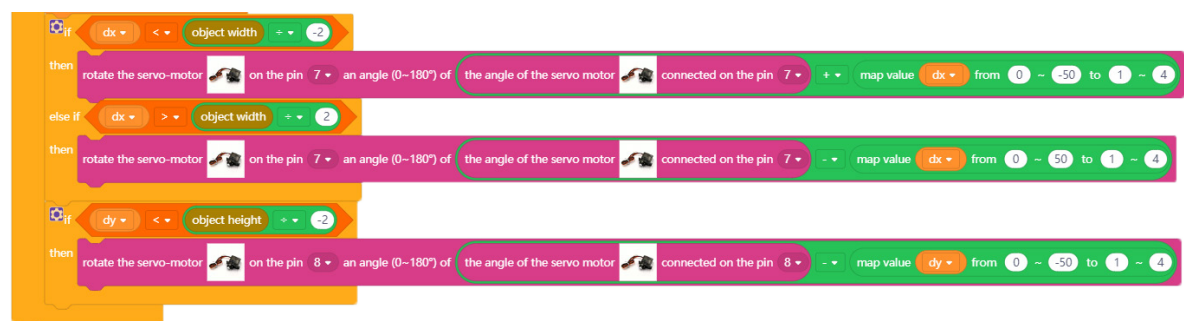 if dx < object width ÷ -2
then rotate the servo-motor on the pin 7 an angle (0~180°) of the angle of the servo motor connected on the pin 7 + map value dx from 0 ~ -50 to 1 ~ 4
else if dx > object width ÷ 2
then rotate the servo-motor on the pin 7 an angle (0~180°) of the angle of the servo motor connected on the pin 7 - map value dx from 0 ~ 50 to 1 ~ 4
if dy < object height ÷ -2
then rotate the servo-motor on the pin 8 an angle (0~180°) of the angle of the servo motor connected on the pin 8 - map value dy from 0 ~ -50 to 1 ~ 4